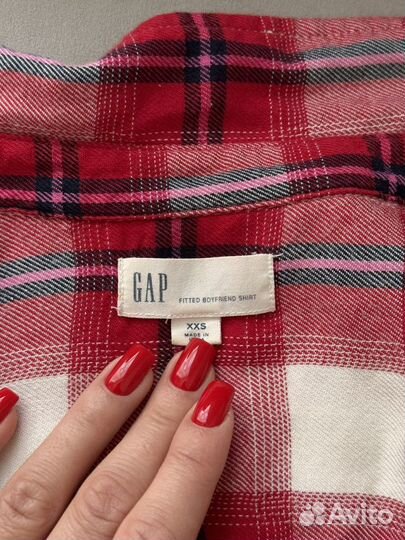 GAP
FITTED BOYFRIEND SHIRT
XXS
MADE IN
Avito